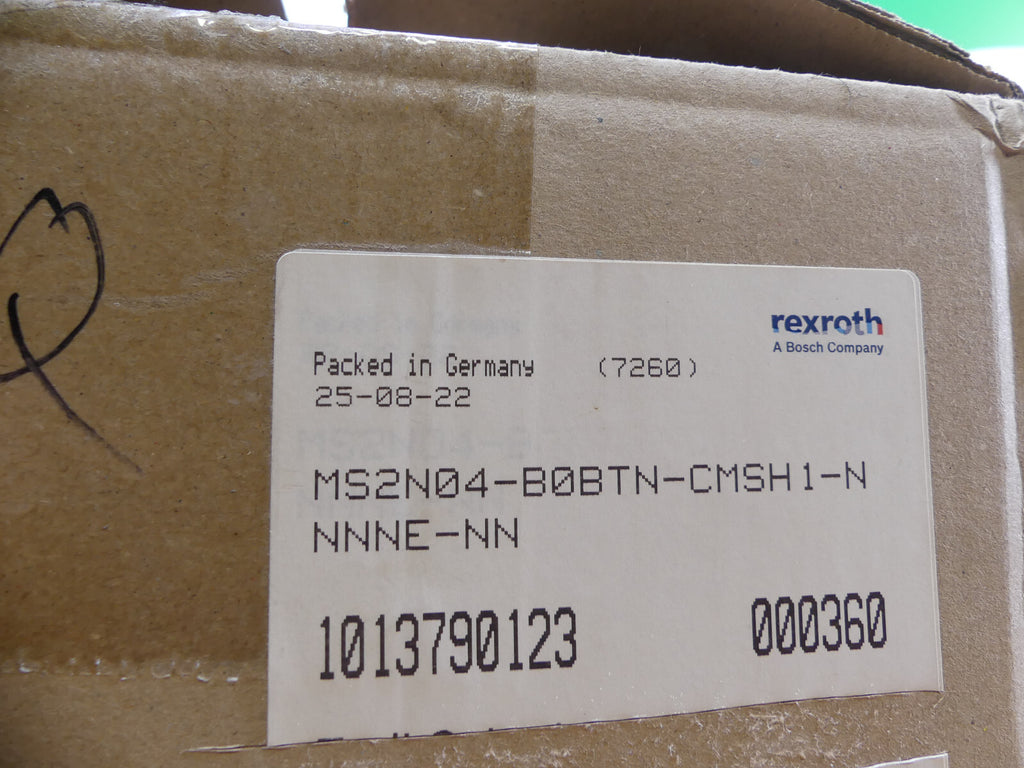 rexroth
A Bosch Company
Packed in Germany (7260)
25-08-22
MS2N04-B0BTN-CMSH1-N
NNNE-NN
1013790123 000360